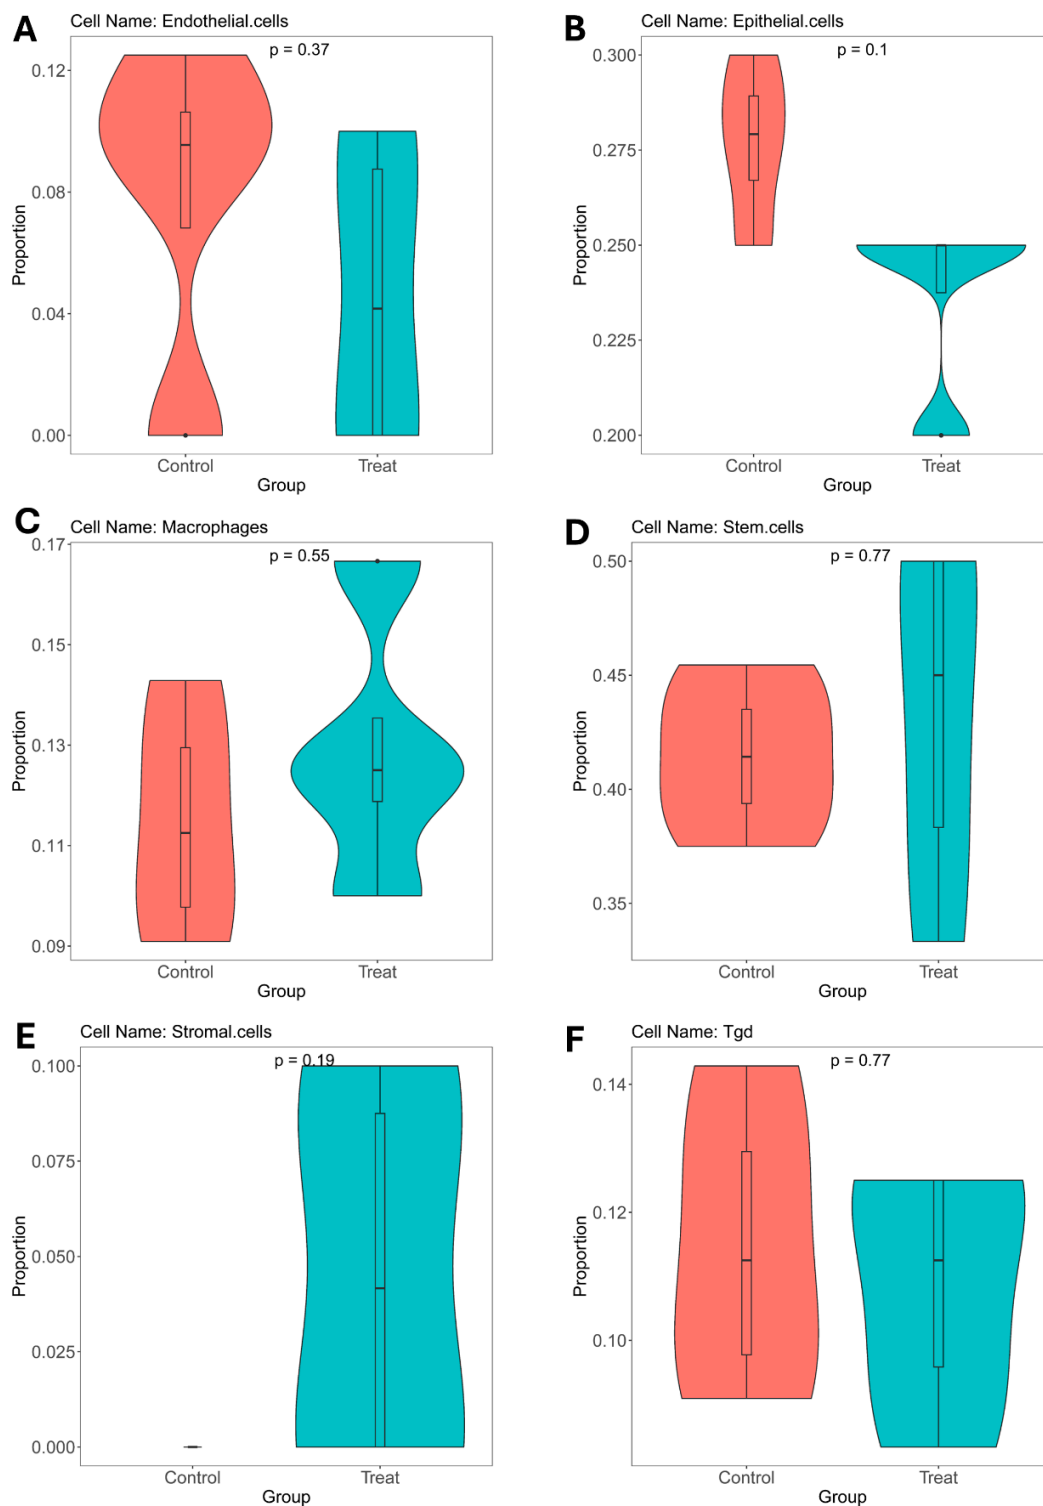 A
Cell Name: Endothelial.cells
p = 0.37
0.12
0.08
0.04
0.00
Proportion
Control Treat
Group
B
Cell Name: Epithelial.cells
p = 0.1
0.300
0.275
0.250
0.225
0.200
Proportion
Control Treat
Group
C
Cell Name: Macrophages
p = 0.55
0.17
0.15
0.13
0.11
0.09
Proportion
Control Treat
Group
D
Cell Name: Stem.cells
p = 0.77
0.50
0.45
0.40
0.35
Proportion
Control Treat
Group
E
Cell Name: Stromal.cells
p = 0.19
0.100
0.075
0.050
0.025
0.000
Proportion
Control Treat
Group
F
Cell Name: Tgd
p = 0.77
0.14
0.12
0.10
Proportion
Control Treat
Group